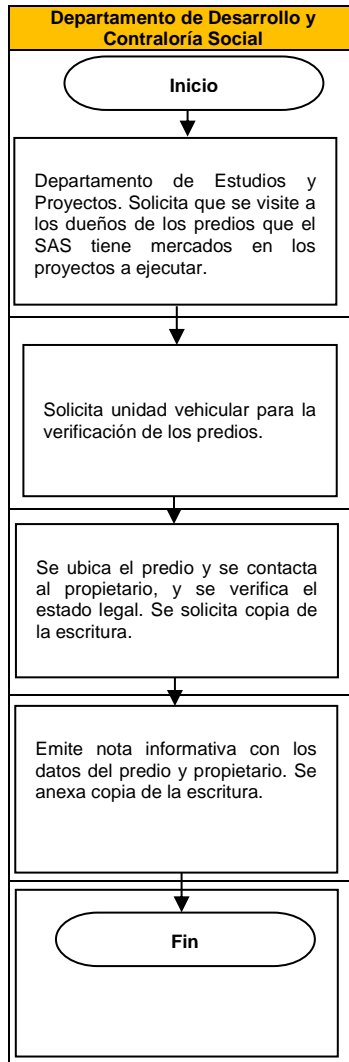 Departamento de Desarrollo y
Contraloría Social
Inicio
Departamento de Estudios y
Proyectos. Solicita que se visite a
los dueños de los predios que el
SAS tiene mercados en los
proyectos a ejecutar.
Solicita unidad vehicular para la
verificación de los predios.
Se ubica el predio y se contacta
al propietario, y se verifica el
estado legal. Se solicita copia de
la escritura.
Emite nota informativa con los
datos del predio y propietario. Se
anexa copia de la escritura.
Fin